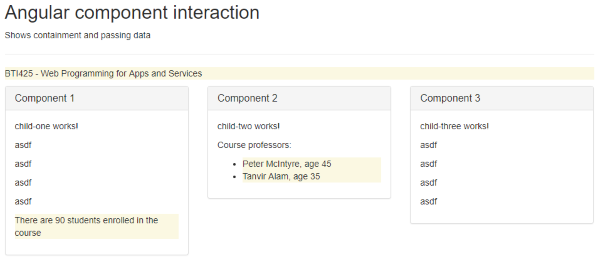 Angular component interaction
Shows containment and passing data
BTI425 - Web Programming for Apps and Services
Component 1
child-one works!
asdf
asdf
asdf
asdf
There are 90 students enrolled in the
course
Component 2
child-two works!
Course professors:
Peter McIntyre, age 45
Tanvir Alam, age 35
Component 3
child-three works!
asdf
asdf
asdf
asdf